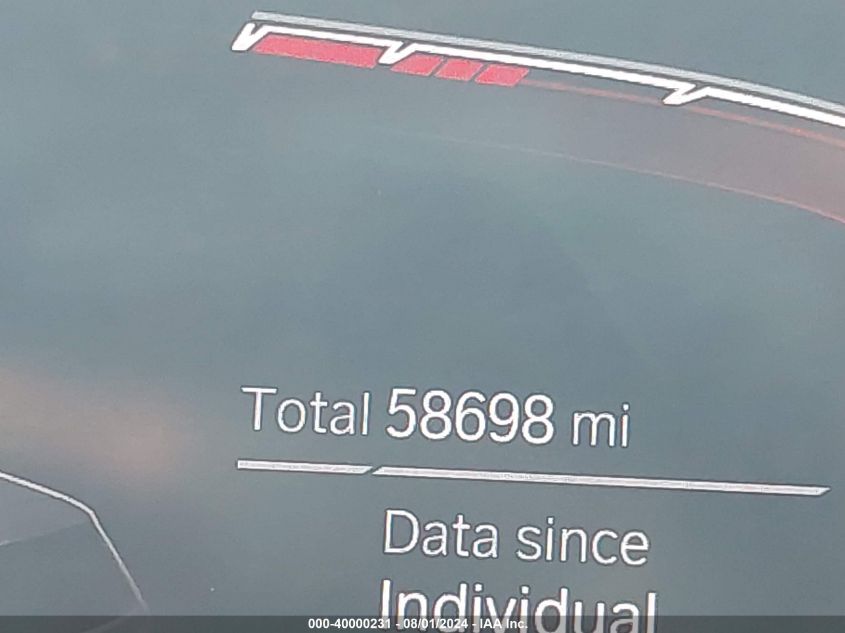 Total 58698 mi
Data since
Individual
000-40000231 - 08/01/2024 - IAA Inc.